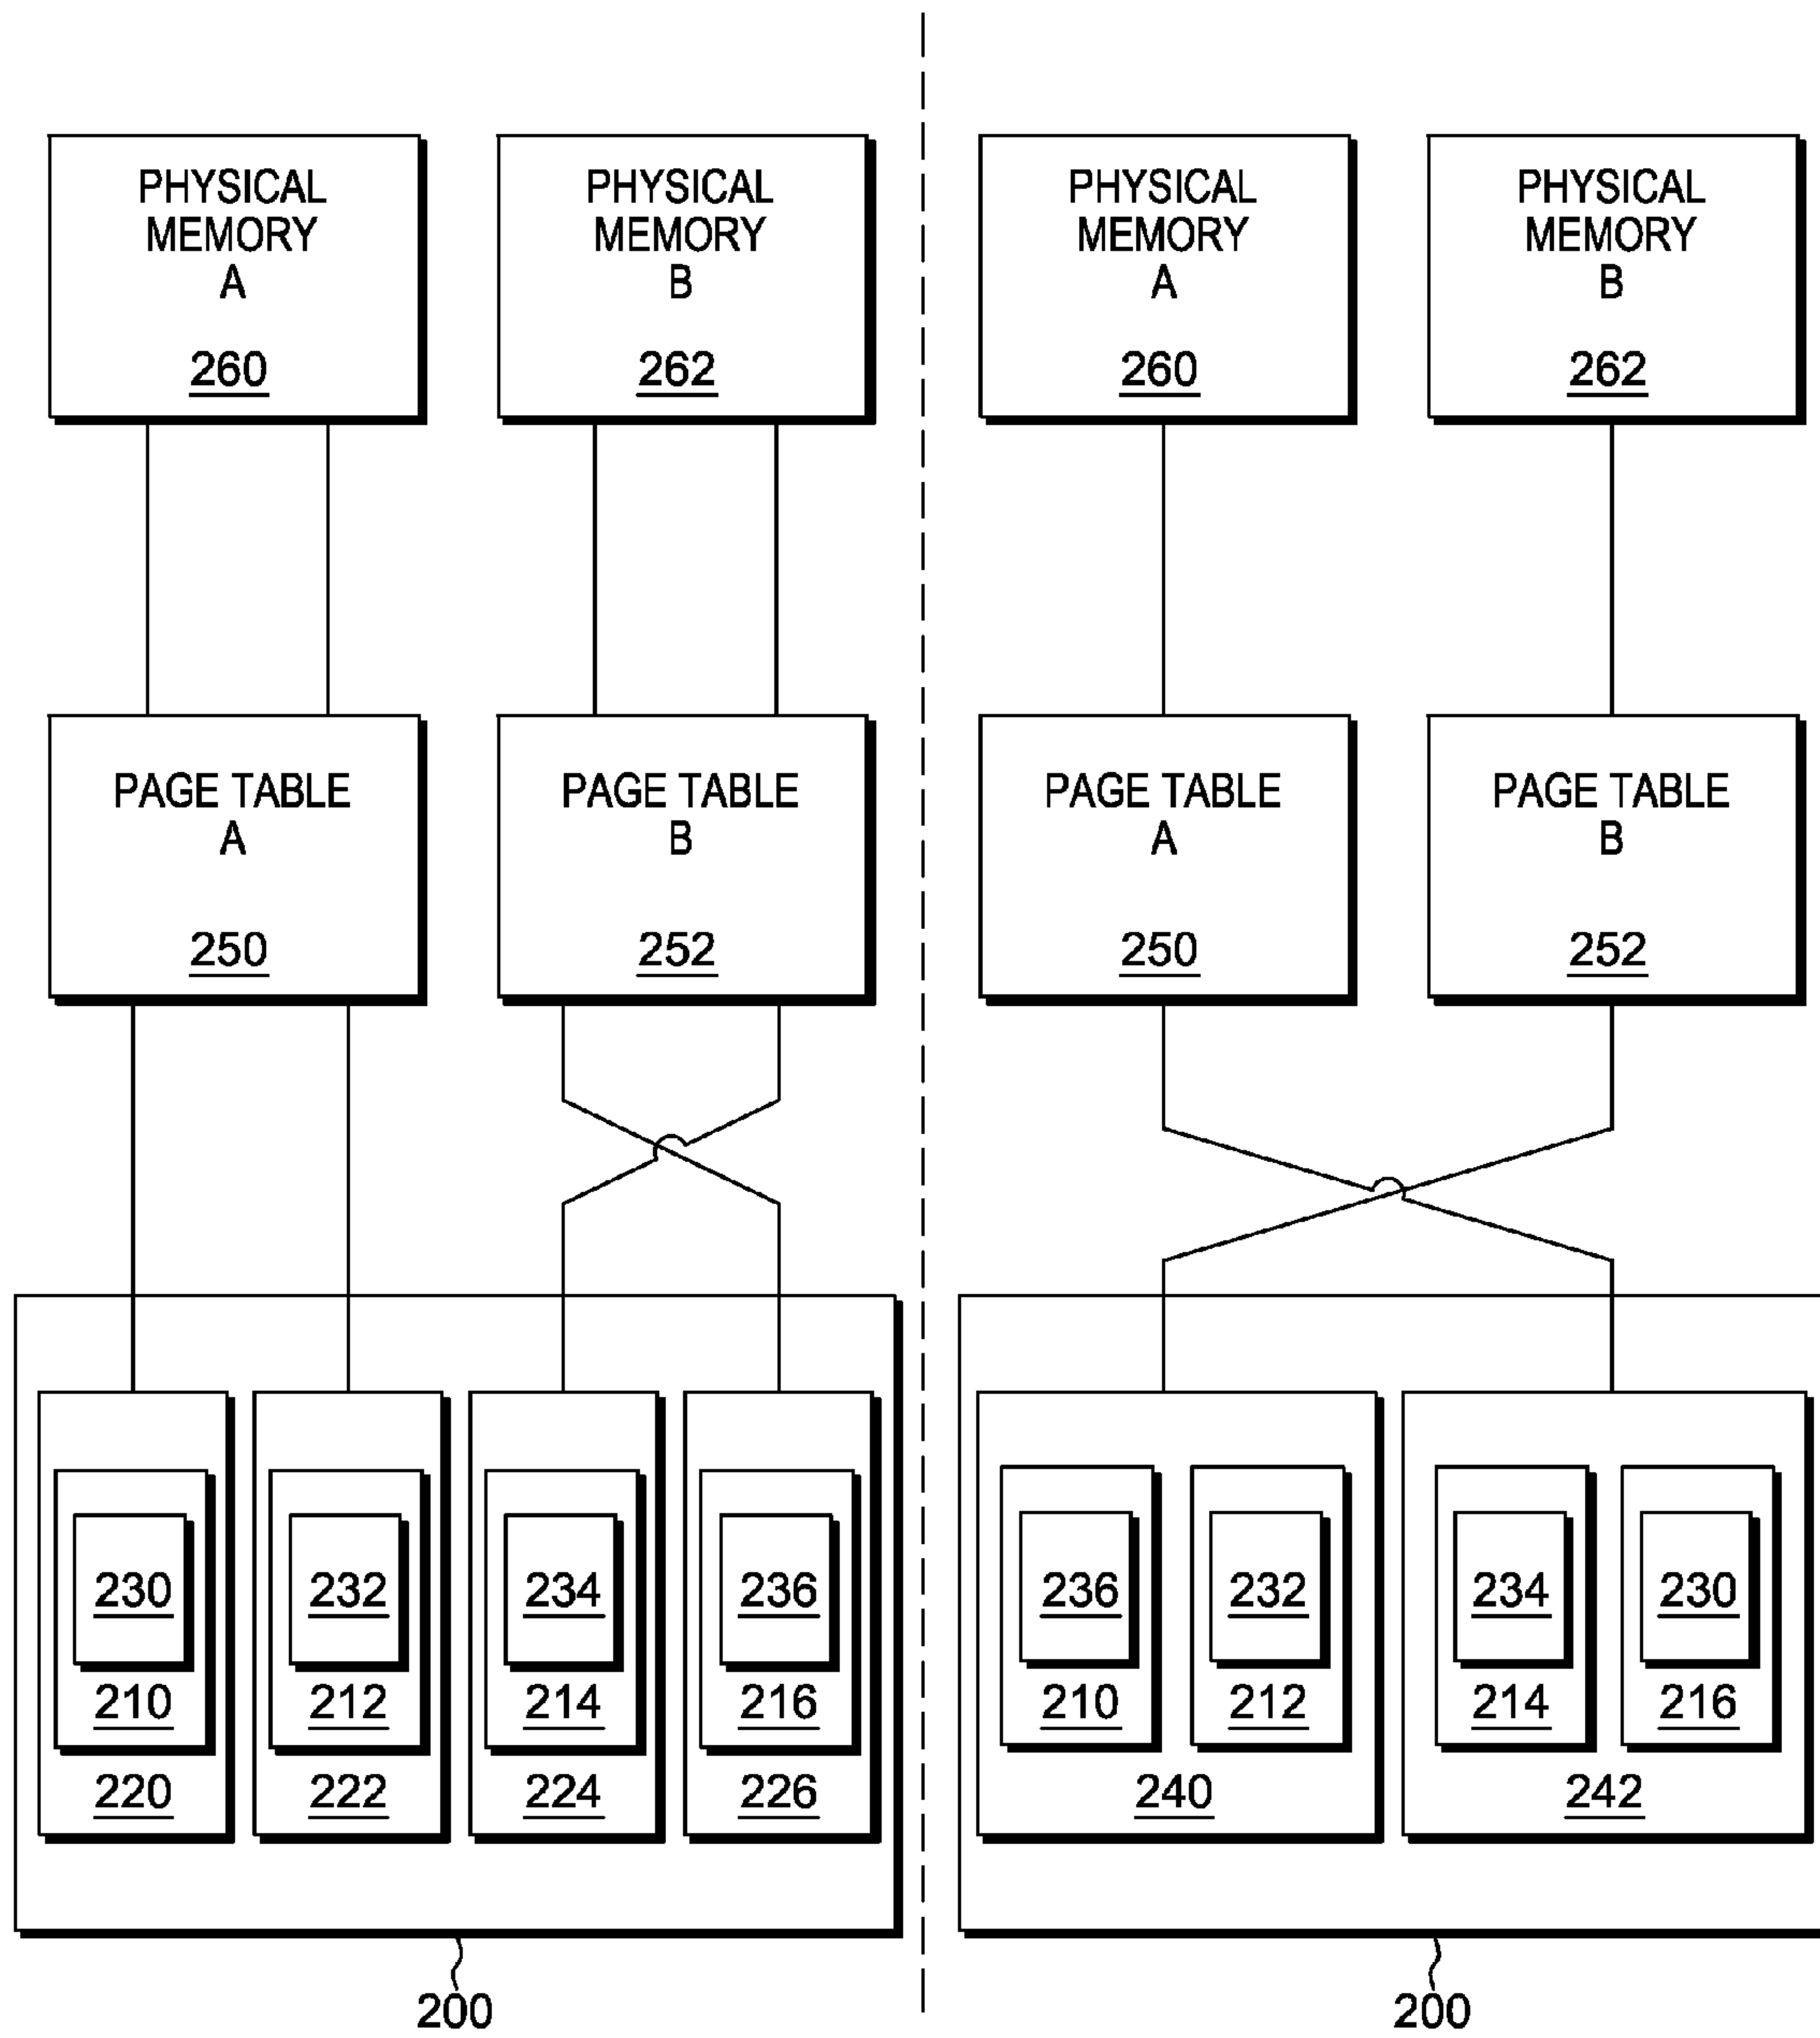 PHYSICAL
MEMORY
A
260
PHYSICAL
MEMORY
B
262
PHYSICAL
MEMORY
A
260
PHYSICAL
MEMORY
B
262
PAGE TABLE
A
250
PAGE TABLE
B
252
PAGE TABLE
A
250
PAGE TABLE
B
252
230
210
220
232
212
222
234
214
224
236
216
226
236
210
232
212
240
234
214
230
216
242
200
200